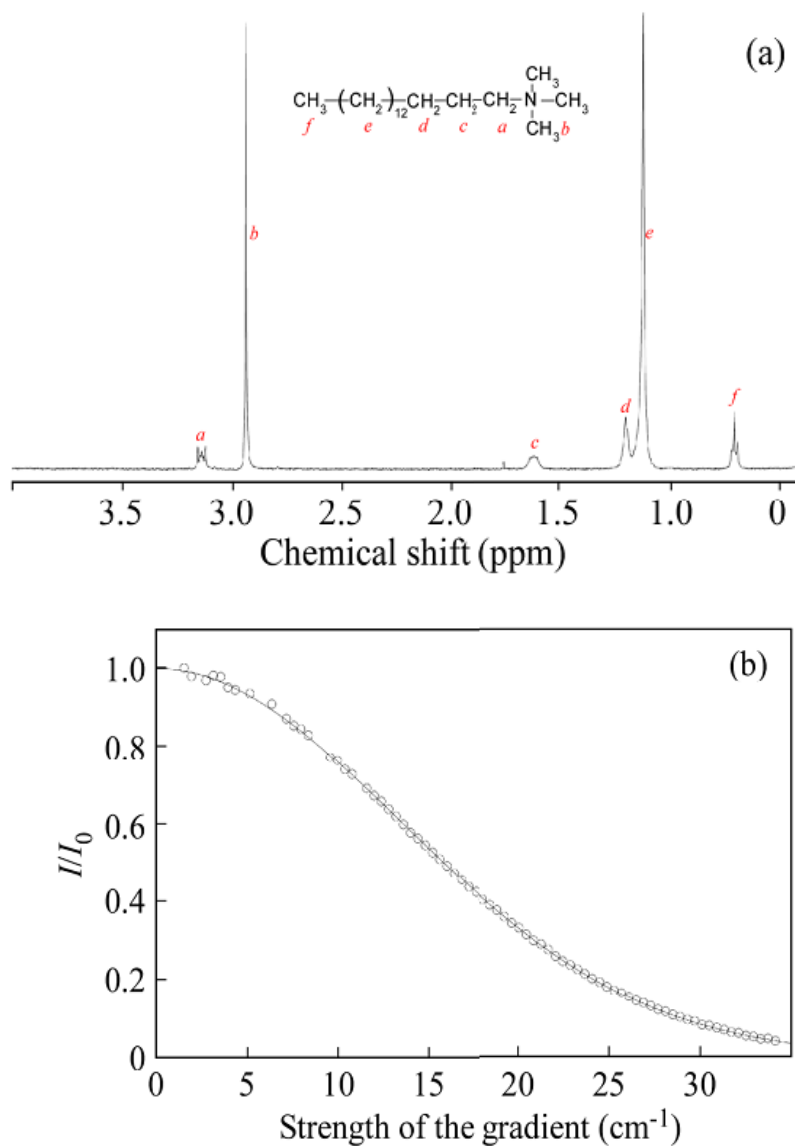 (a)
CH₃
CH₃–(CH₂)₁₂–CH₂–CH₂–CH₂–N–CH₃
f e d c a CH₃ b
b
e
a
c
d
f
3.5 3.0 2.5 2.0 1.5 1.0 0
Chemical shift (ppm)
(b)
1.0
0.8
0.6
0.4
0.2
0
I/I₀
0 5 10 15 20 25 30
Strength of the gradient (cm⁻¹)